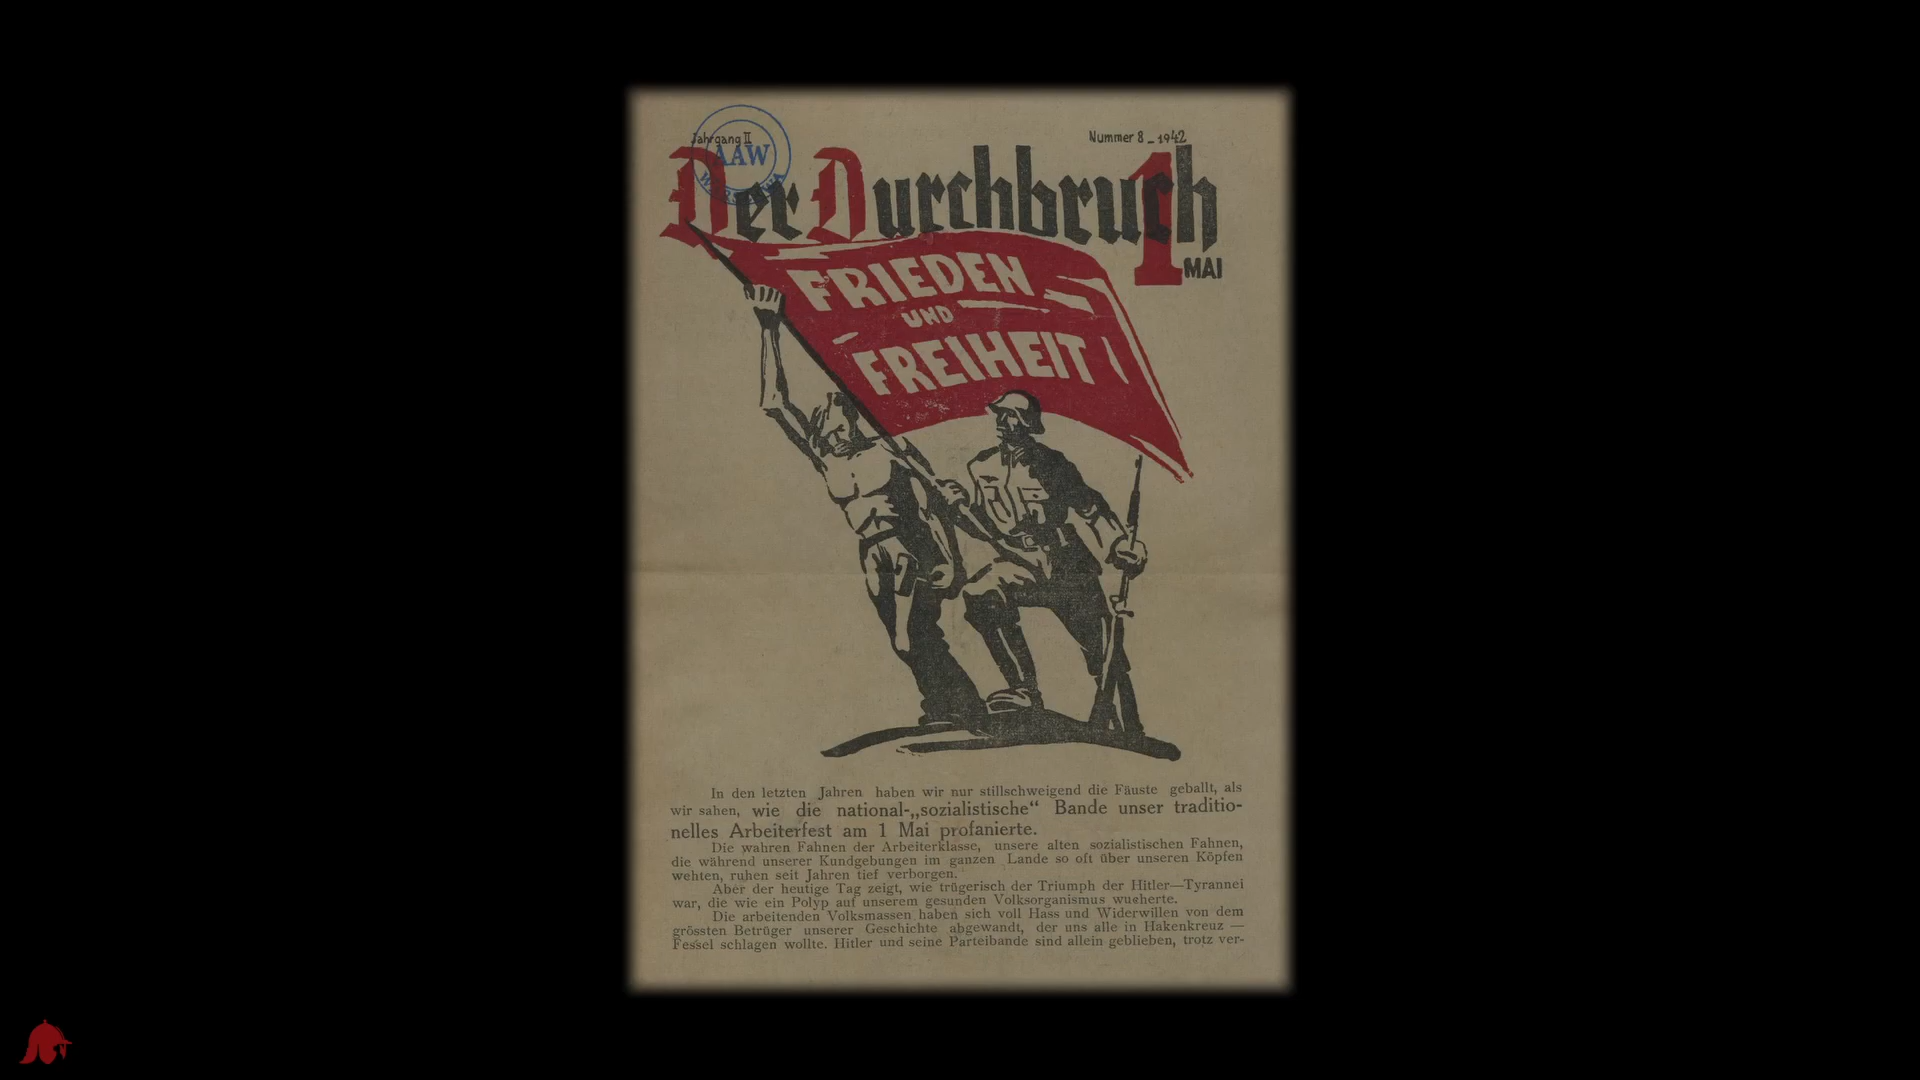 Jahrgang II
Nummer 8 - 1942
AAW
Der Durchbruch
1
MAI
FRIEDEN
UND
FREIHEIT
In den letzten Jahren haben wir nur stillschweigend die Fäuste geballt, als
wir sahen, wie die national-„sozialistische“ Bande unser traditio-
nelles Arbeiterfest am 1 Mai profanierte.
Die wahren Fahnen der Arbeiterklasse, unsere alten sozialistischen Fahnen,
die während unserer Kundgebungen im ganzen Lande so oft über unseren Köpfen
wehten, ruhen seit Jahren tief verborgen.
Aber der heutige Tag zeigt, wie trügerisch der Triumph der Hitler—Tyrannei
war, die wie ein Polyp auf unserem gesunden Volksorganismus wucherte.
Die arbeitenden Volksmassen haben sich voll Hass und Widerwillen von dem
grössten Betrüger unserer Geschichte abgewandt, der uns alle in Hakenkreuz —
Fessel schlagen wollte. Hitler und seine Parteibande sind allein geblieben, trotz ver-